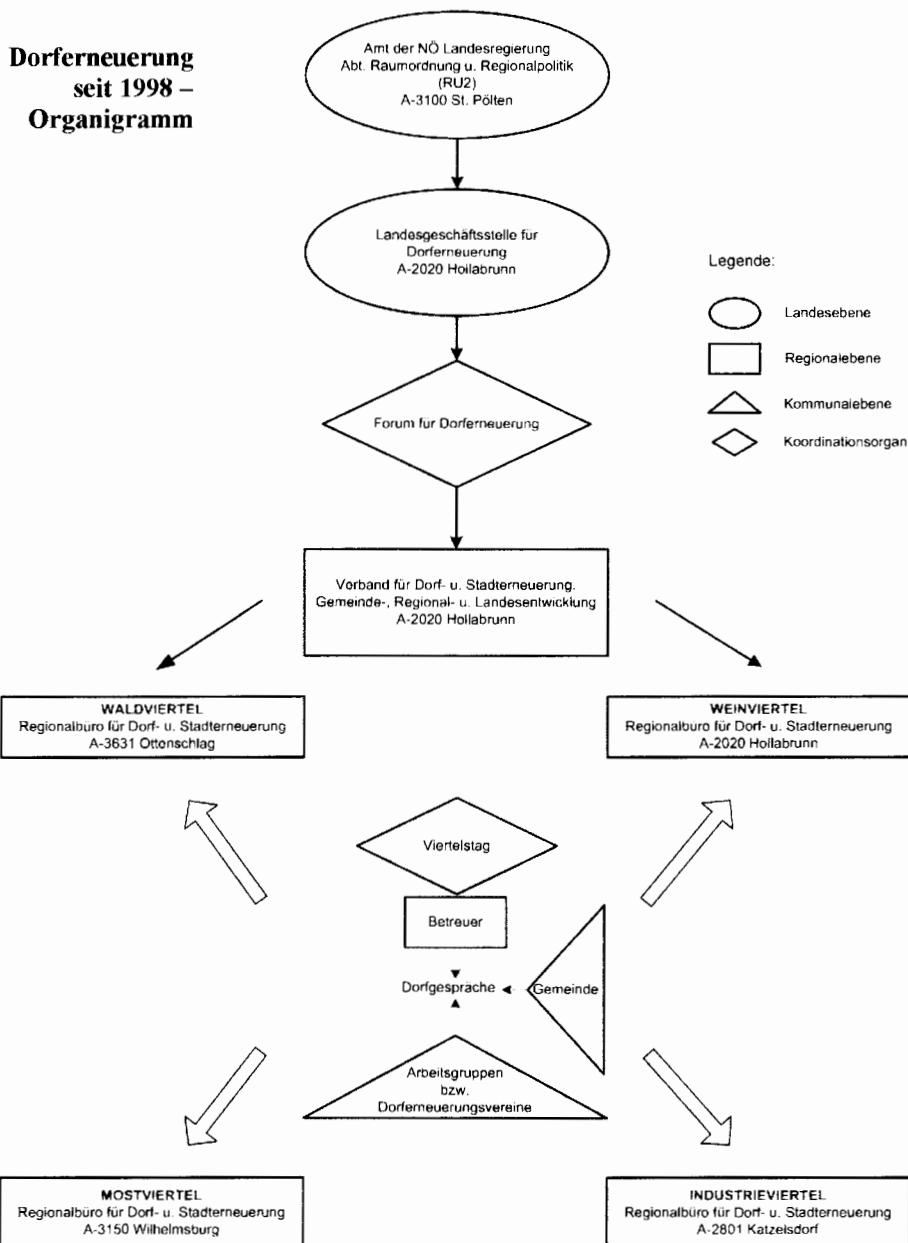 Dorferneuerung
seit 1998 –
Organigramm
Amt der NÖ Landesregierung
Abt. Raumordnung u. Regionalpolitik
(RU2)
A-3100 St. Pölten
Landesgeschäftsstelle für
Dorferneuerung
A-2020 Hollabrunn
Legende:
Landesebene
Regionalebene
Kommunalebene
Koordinationsorgan
Forum für Dorferneuerung
Verband für Dorf- u. Stadterneuerung.
Gemeinde-, Regional- u. Landesentwicklung
A-2020 Hollabrunn
WALDVIERTEL
Regionalbüro für Dorf- u. Stadterneuerung
A-3631 Ottenschlag
WEINVIERTEL
Regionalbüro für Dorf- u. Stadterneuerung
A-2020 Hollabrunn
Viertelstag
Betreuer
Dorfgespräche
Gemeinde
Arbeitsgruppen
bzw.
Dorferneuerungsvereine
MOSTVIERTEL
Regionalbüro für Dorf- u. Stadterneuerung
A-3150 Wilhelmsburg
INDUSTRIEVIERTEL
Regionalbüro für Dorf- u. Stadterneuerung
A-2801 Katzelsdorf